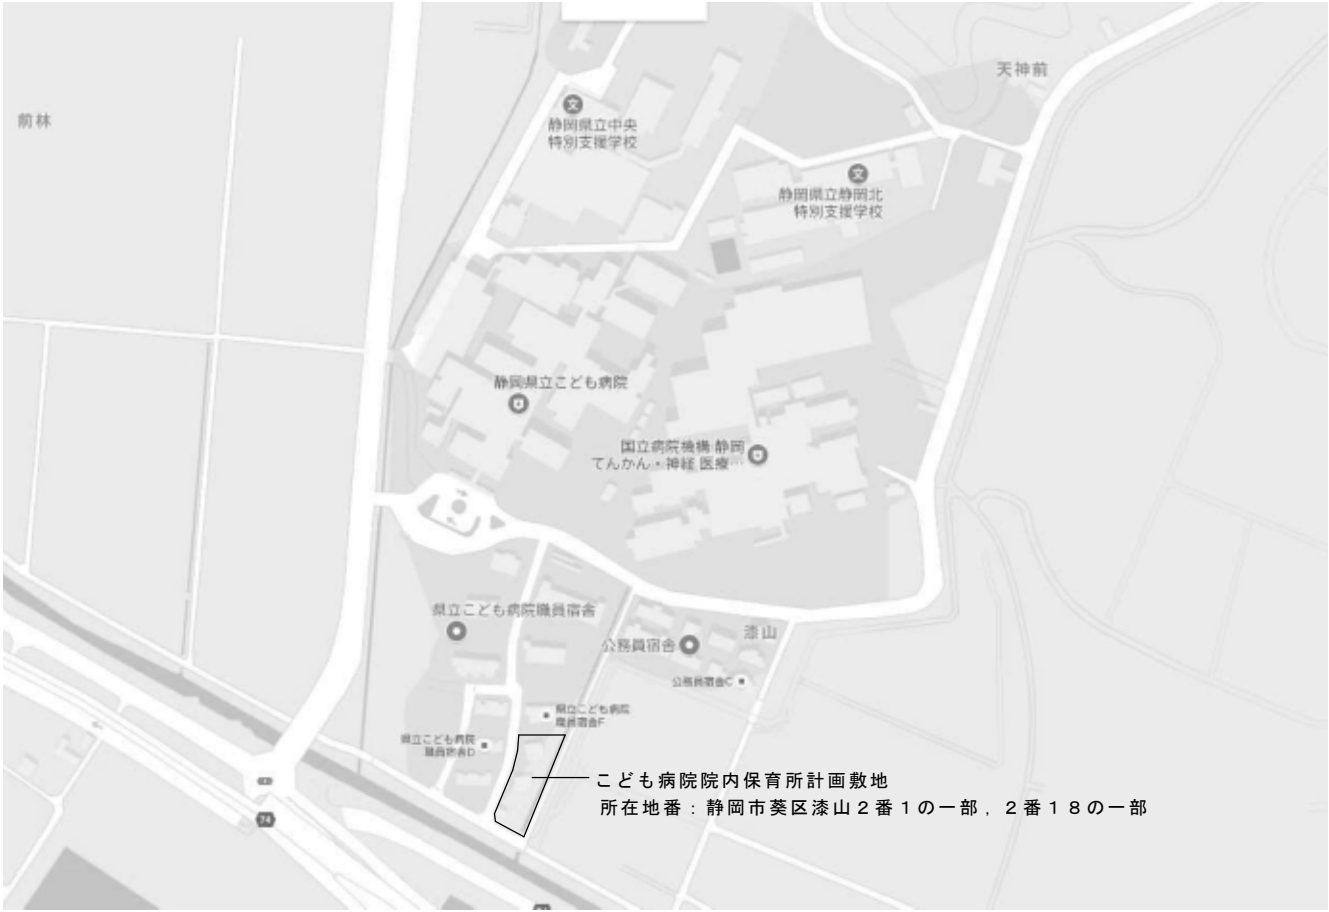 天神前
前林
静岡県立中央
特別支援学校
静岡県立静岡北
特別支援学校
静岡県立こども病院
国立病院機構 静岡
てんかん・神経 医療…
県立こども病院職員宿舎
公務員宿舎
漆山
公務員宿舎C
県立こども病院
職員宿舎F
県立こども病院
職員宿舎D
こども病院院内保育所計画敷地
所在地番：静岡市葵区漆山２番１の一部，２番１８の一部
74